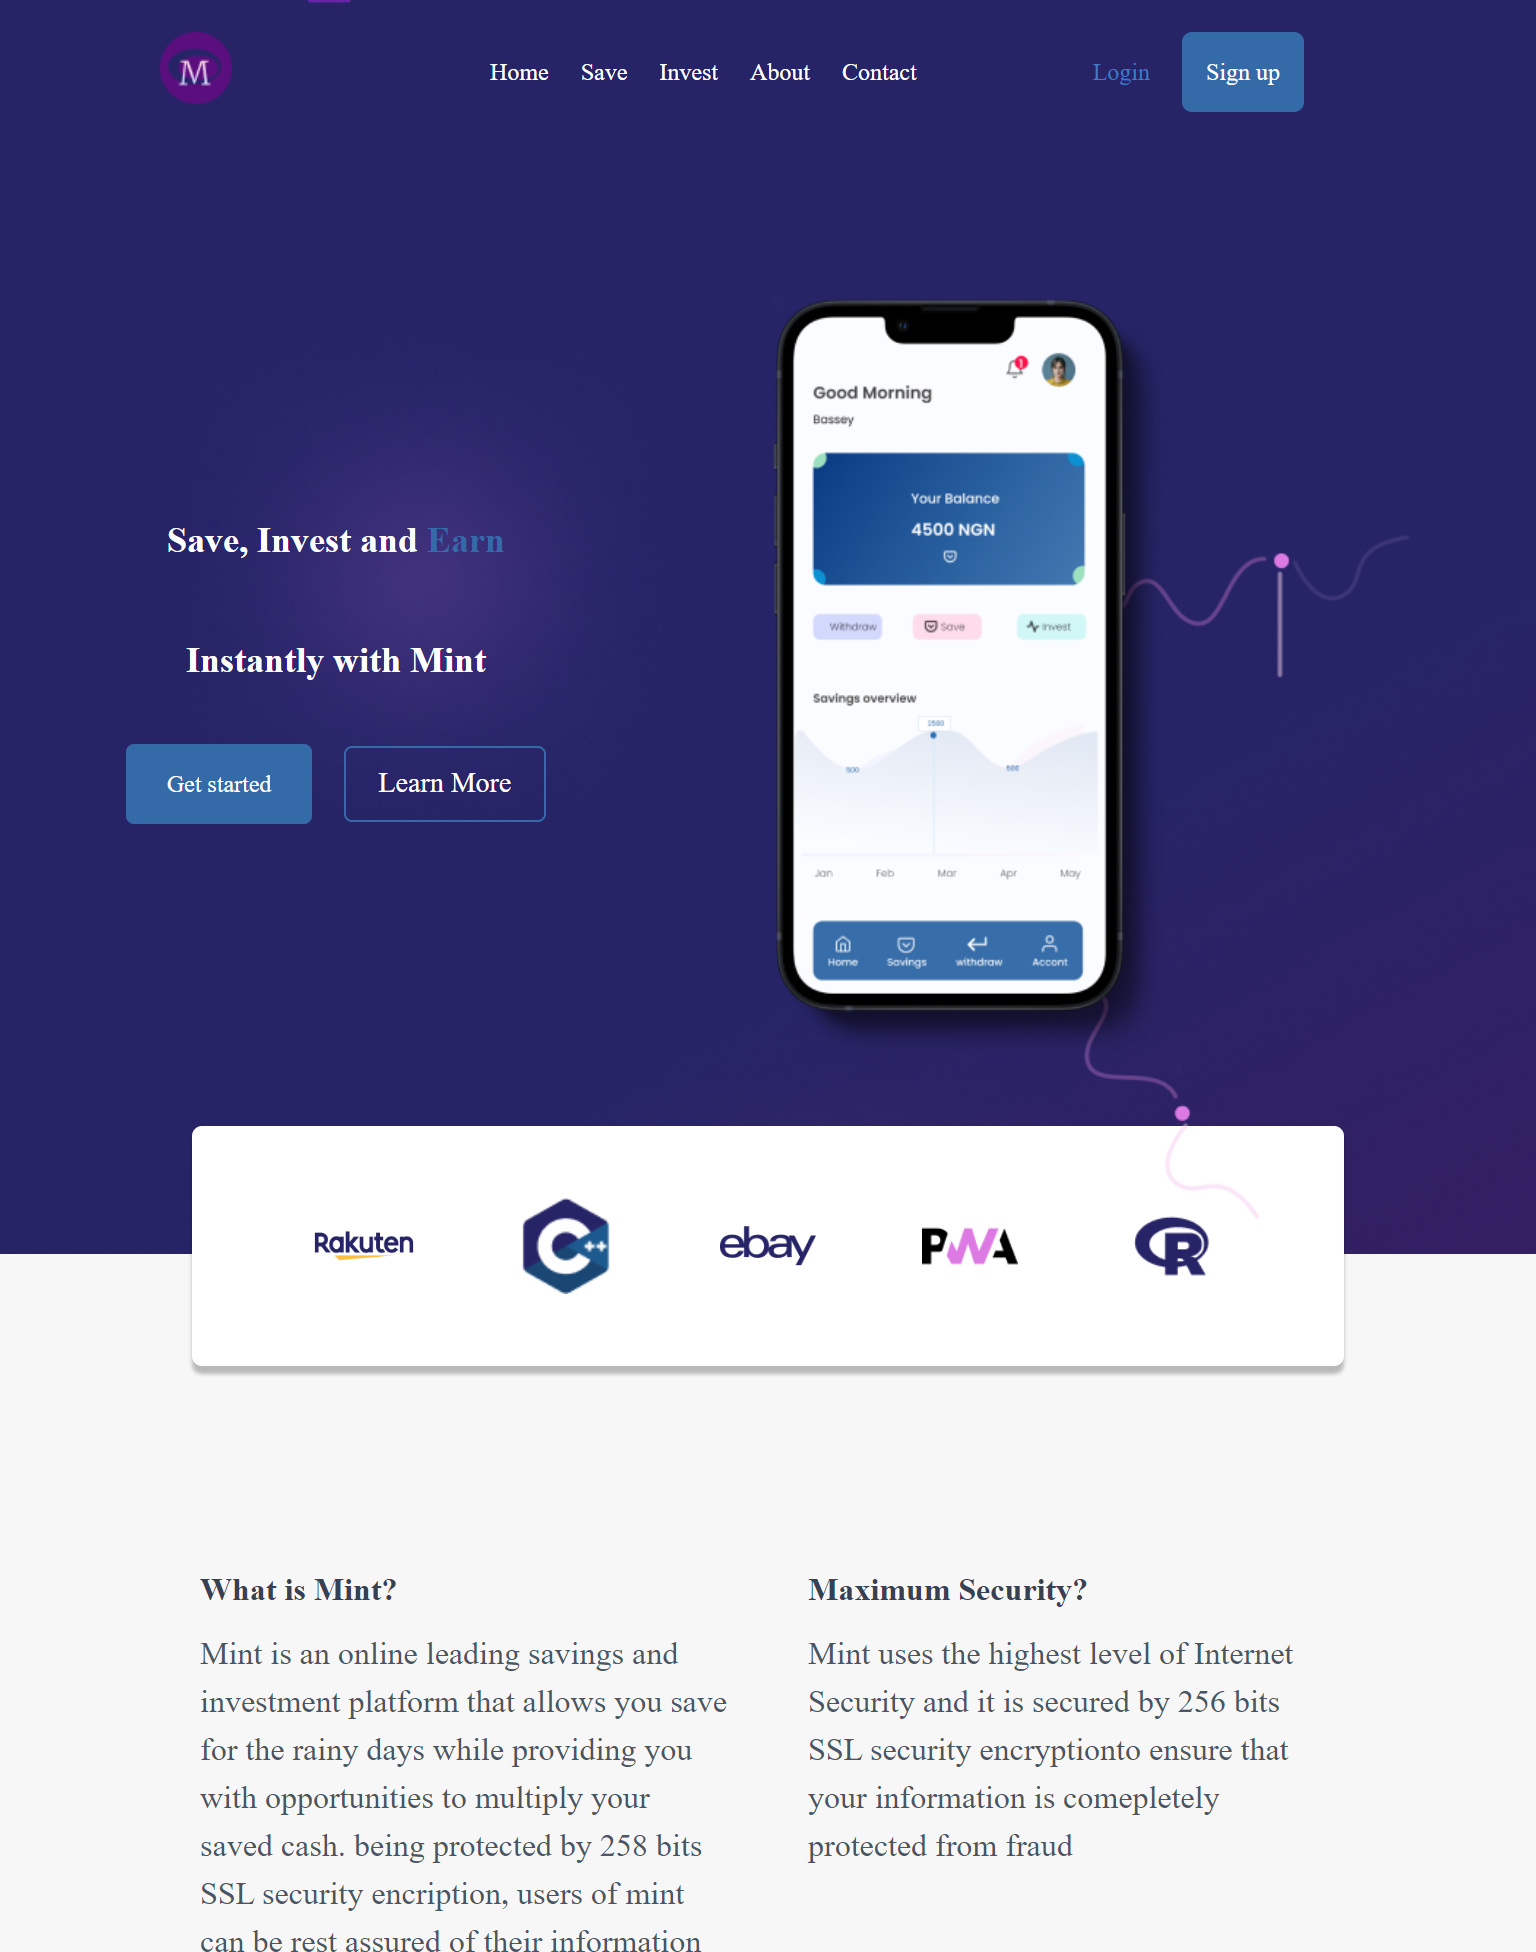 M
Home Save Invest About Contact
Login
Sign up
Save, Invest and Earn
Instantly with Mint
Get started
Learn More
1
Good Morning
Bassey
Your Balance
4500 NGN
Withdraw
Save
Invest
Savings overview
2500
500
Jan Feb Mar Apr May
Home Savings withdraw Accont
Rakuten
C++
ebay
PWA
R
What is Mint?
Mint is an online leading savings and
investment platform that allows you save
for the rainy days while providing you
with opportunities to multiply your
saved cash. being protected by 258 bits
SSL security encription, users of mint
can be rest assured of their information
Maximum Security?
Mint uses the highest level of Internet
Security and it is secured by 256 bits
SSL security encryptionto ensure that
your information is comepletely
protected from fraud